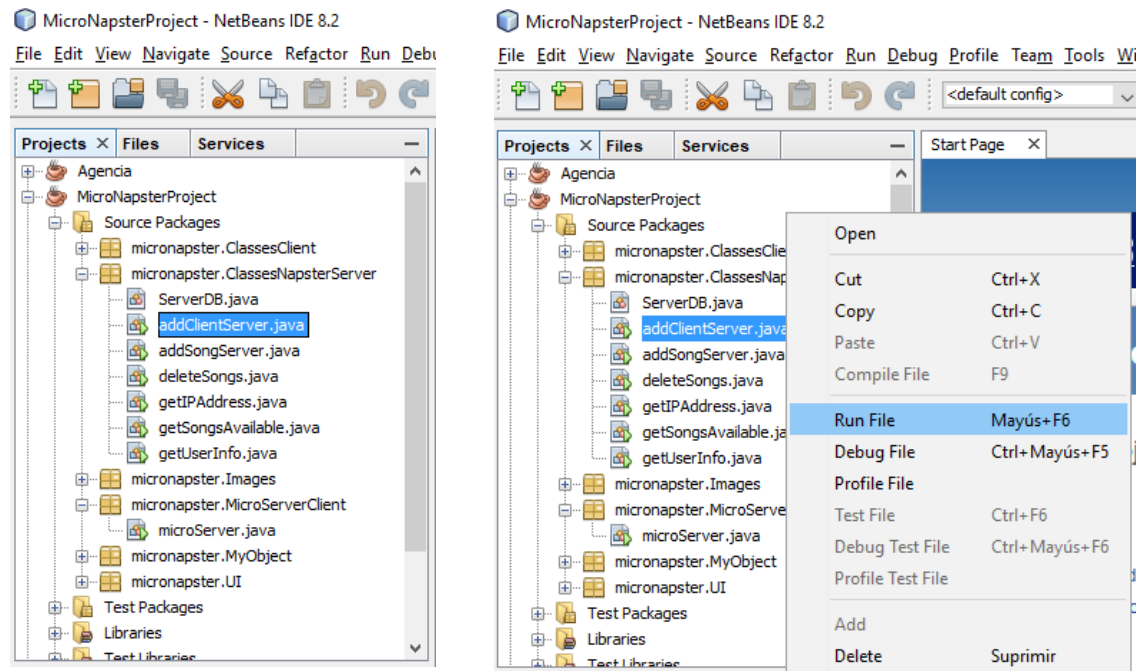 MicroNapsterProject - NetBeans IDE 8.2
File Edit View Navigate Source Refactor Run Debu
Projects Files Services
Agencia
MicroNapsterProject
Source Packages
micronapster.ClassesClient
micronapster.ClassesNapsterServer
ServerDB.java
addClientServer.java
addSongServer.java
deleteSongs.java
getIPAddress.java
getSongsAvailable.java
getUserInfo.java
micronapster.Images
micronapster.MicroServerClient
microServer.java
micronapster.MyObject
micronapster.UI
Test Packages
Libraries
Test Libraries
MicroNapsterProject - NetBeans IDE 8.2
File Edit View Navigate Source Refactor Run Debug Profile Team Tools Wi
<default config>
Projects Files Services
Start Page
Agencia
MicroNapsterProject
Source Packages
micronapster.ClassesClie
micronapster.ClassesNap
ServerDB.java
addClientServer.java
addSongServer.java
deleteSongs.java
getIPAddress.java
getSongsAvailable.ja
getUserInfo.java
micronapster.Images
micronapster.MicroServe
microServer.java
micronapster.MyObject
micronapster.UI
Test Packages
Libraries
Test Libraries
Open
Cut Ctrl+X
Copy Ctrl+C
Paste Ctrl+V
Compile File F9
Run File Mayús+F6
Debug File Ctrl+Mayús+F5
Profile File
Test File Ctrl+F6
Debug Test File Ctrl+Mayús+F6
Profile Test File
Add
Delete Suprimir